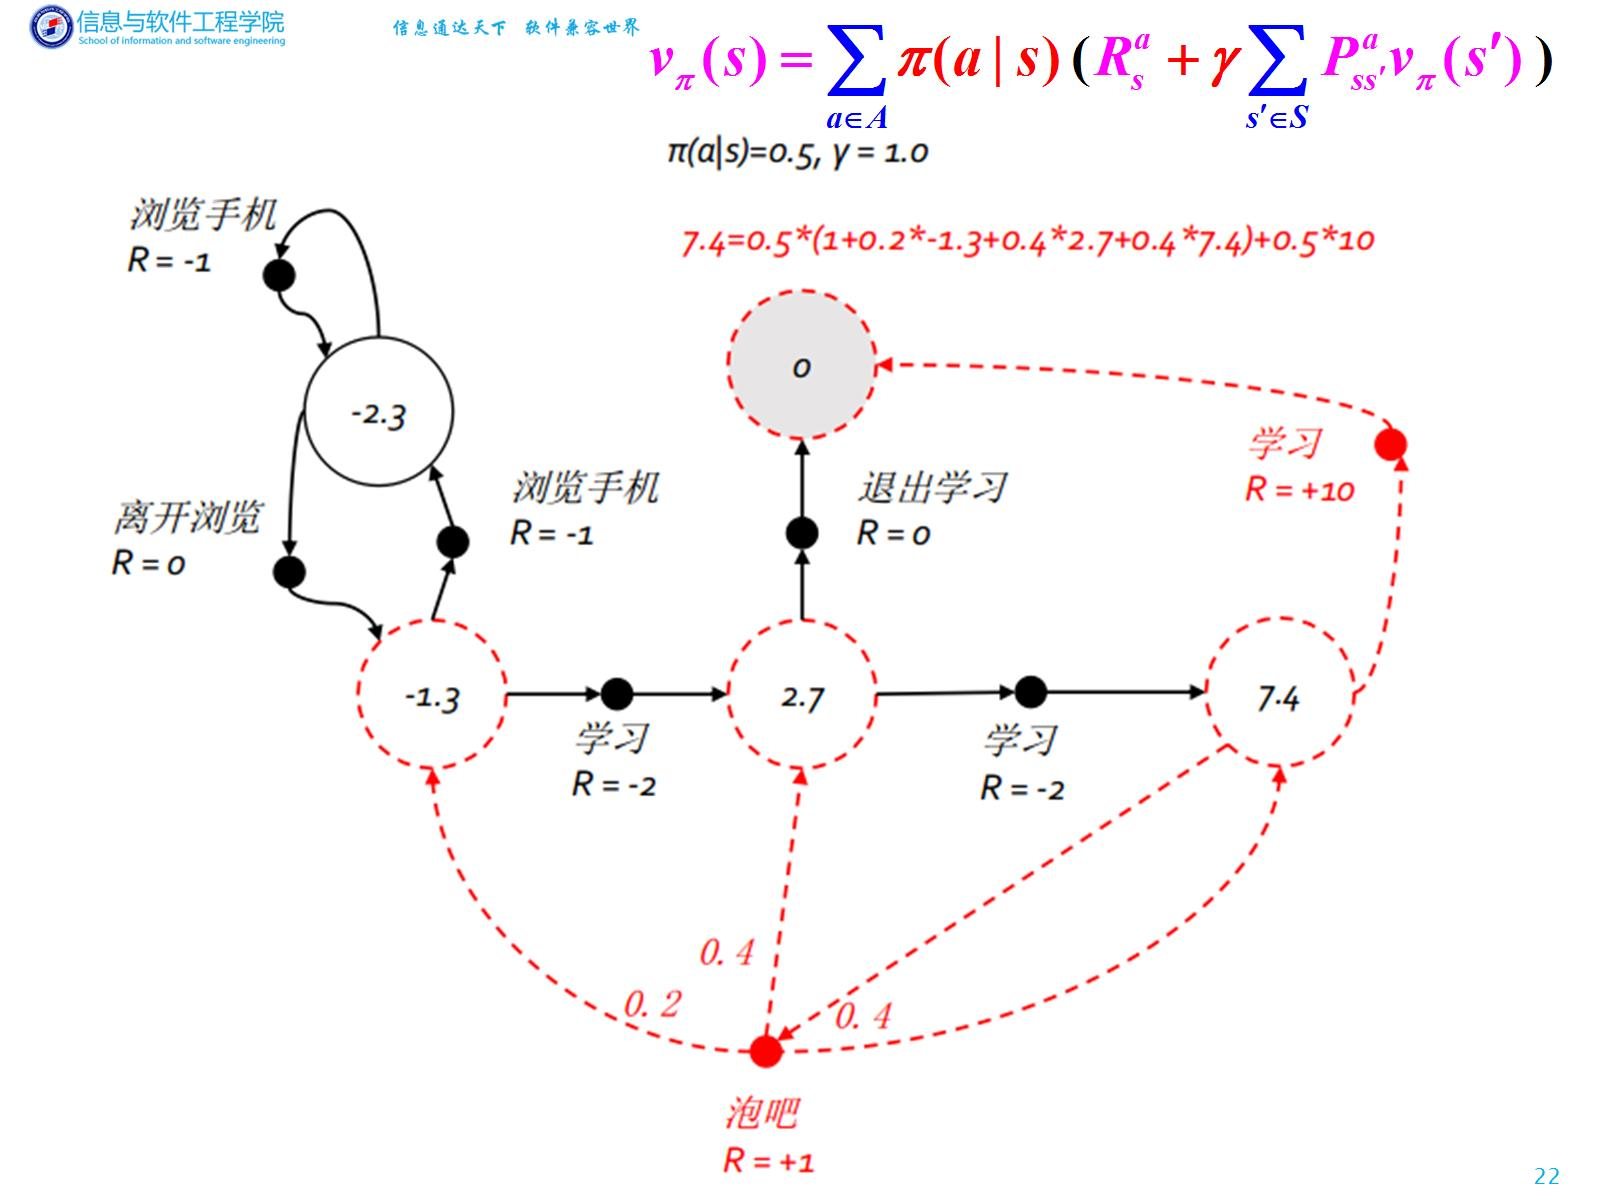 信息与软件工程学院
School of information and software engineering
信息通达天下 软件兼容世界
v_π(s) = ∑_{a∈A} π(a|s)(R_s^a + γ ∑_{s'∈S} P_{ss'}^a v_π(s'))
π(a|s)=0.5, γ = 1.0
浏览手机
R = -1
7.4=0.5*(1+0.2*-1.3+0.4*2.7+0.4*7.4)+0.5*10
0
-2.3
学习
R = +10
浏览手机
R = -1
退出学习
R = 0
离开浏览
R = 0
-1.3
2.7
7.4
学习
R = -2
学习
R = -2
0.4
0.2
0.4
泡吧
R = +1
22